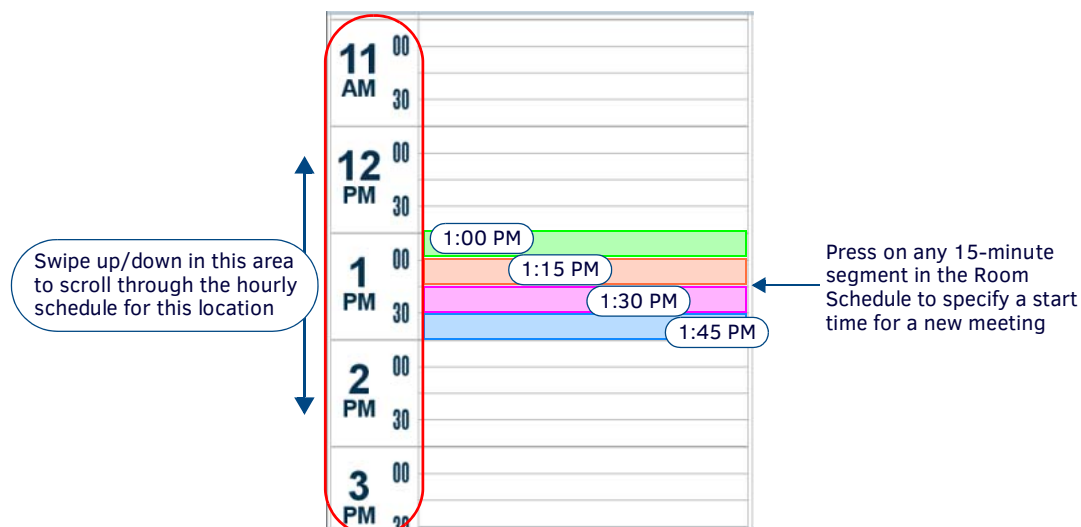 11 00
AM
30
12 00
PM
30
1:00 PM
1 00
PM
30
1:15 PM
1:30 PM
1:45 PM
2 00
PM
30
3 00
PM
Swipe up/down in this area
to scroll through the hourly
schedule for this location
Press on any 15-minute
segment in the Room
Schedule to specify a start
time for a new meeting